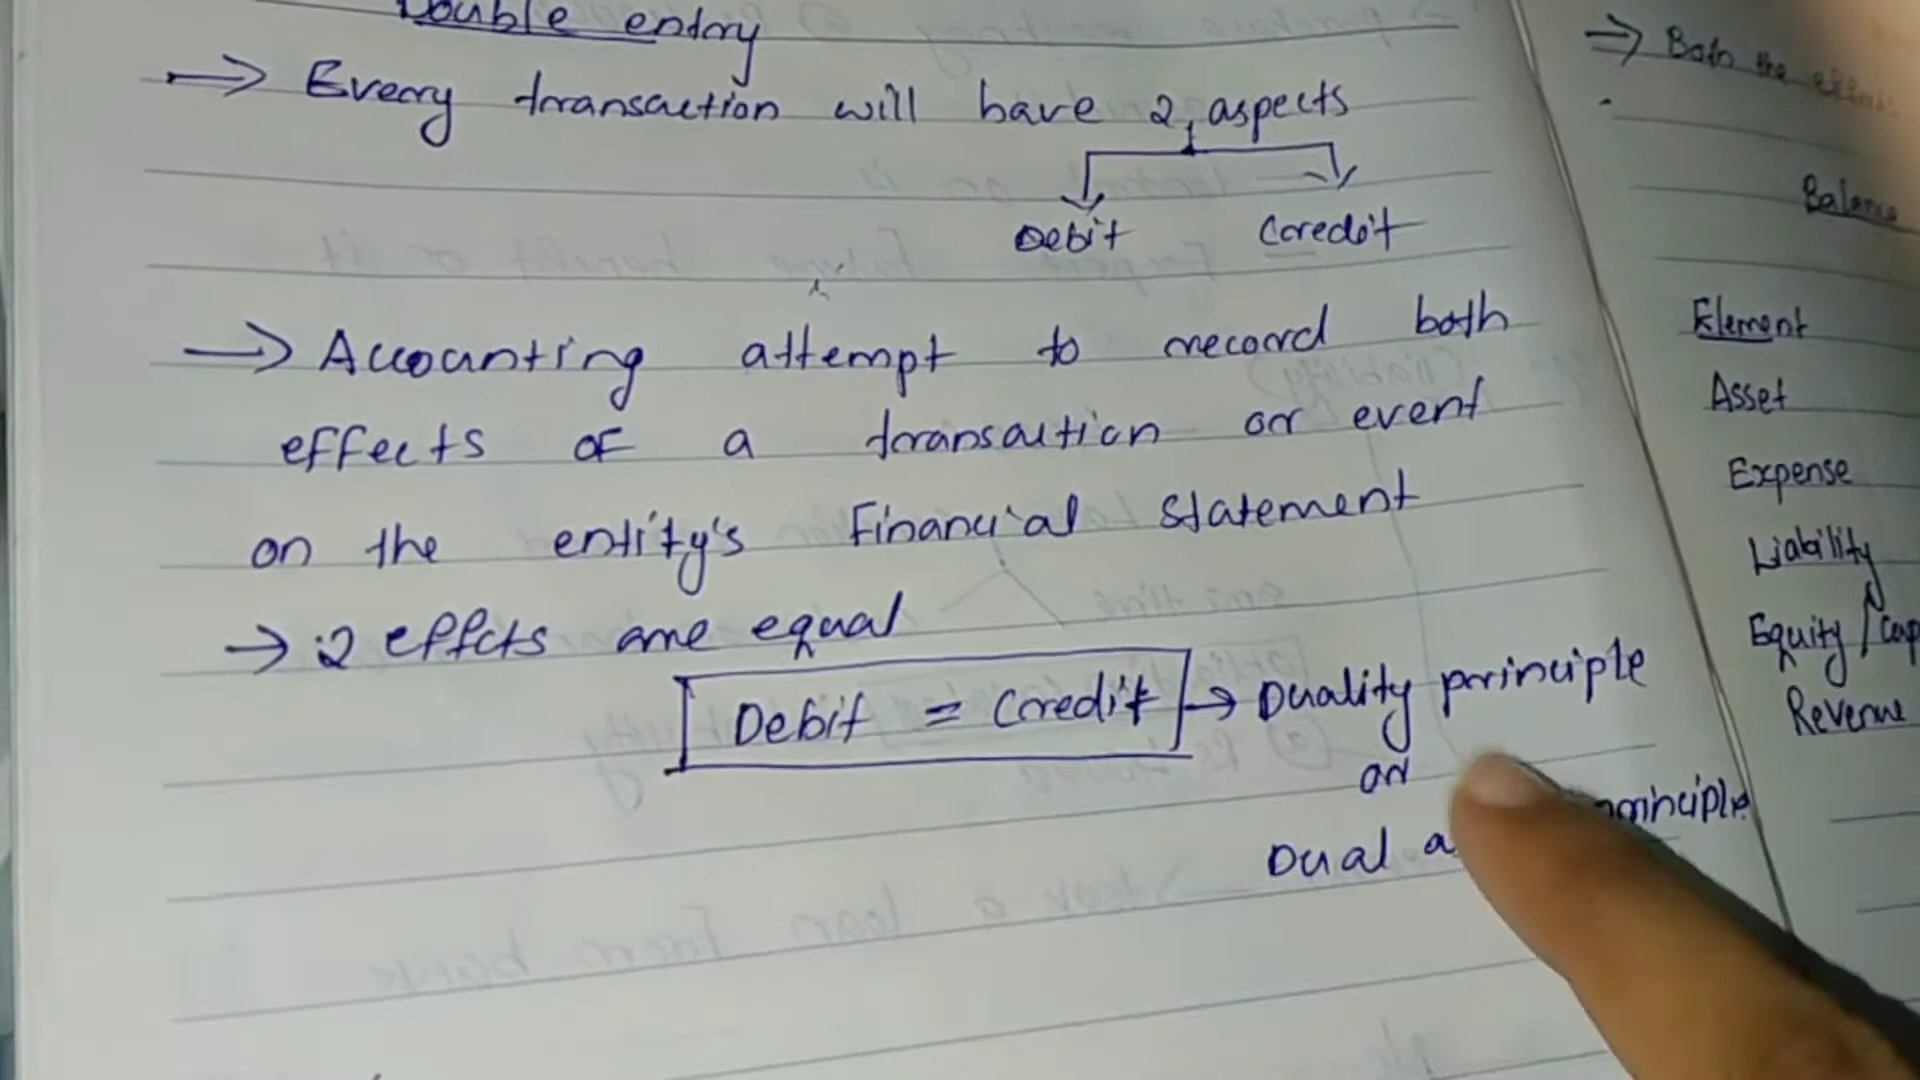 Double entry
⇒ Every transaction will have 2 aspects
Debit Credit
→ Accounting attempt to record both
effects of a transaction or event
on the entity's Financial statement
→ 2 effcts are equal
Debit = Credit → Duality principle
or
Dual a principle
⇒ Both the effects
Balance
Element
Asset
Expense
Liability
Equity / Cap
Revenue